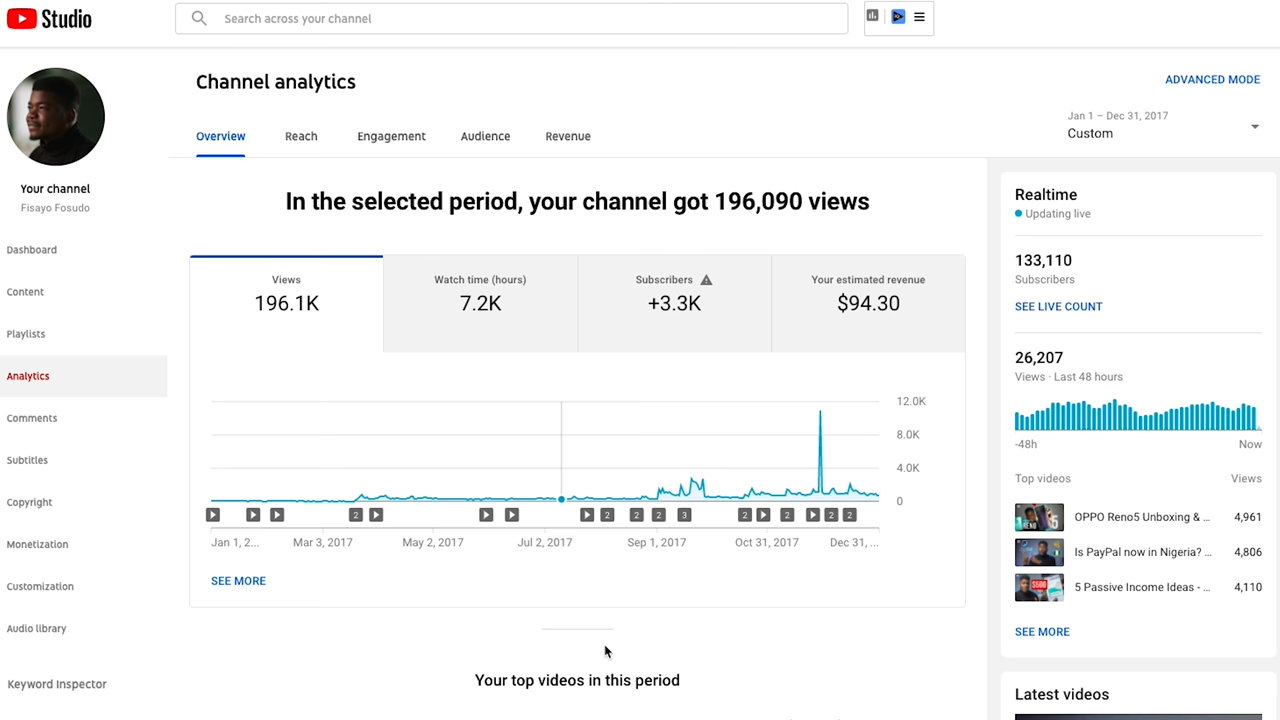 Studio
Search across your channel
Channel analytics
ADVANCED MODE
Jan 1 – Dec 31, 2017
Custom
Overview
Reach
Engagement
Audience
Revenue
Your channel
Fisayo Fosudo
Dashboard
Content
Playlists
Analytics
Comments
Subtitles
Copyright
Monetization
Customization
Audio library
Keyword Inspector
In the selected period, your channel got 196,090 views
Views
196.1K
Watch time (hours)
7.2K
Subscribers
+3.3K
Your estimated revenue
$94.30
12.0K
8.0K
4.0K
0
2 2 2 2 3 2 2 2 2
Jan 1, 2...
Mar 3, 2017
May 2, 2017
Jul 2, 2017
Sep 1, 2017
Oct 31, 2017
Dec 31, ...
SEE MORE
Your top videos in this period
Realtime
Updating live
133,110
Subscribers
SEE LIVE COUNT
26,207
Views · Last 48 hours
-48h
Now
Top videos
Views
OPPO Reno5 Unboxing & ...
4,961
Is PayPal now in Nigeria? ...
4,806
$500
5 Passive Income Ideas - ...
4,110
SEE MORE
Latest videos